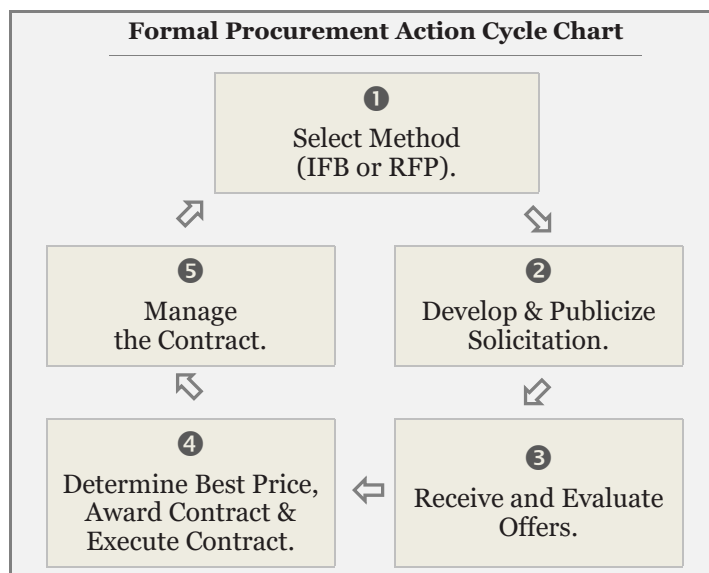 Formal Procurement Action Cycle Chart
❶
Select Method
(IFB or RFP).
❷
Develop & Publicize
Solicitation.
❸
Receive and Evaluate
Offers.
❹
Determine Best Price,
Award Contract &
Execute Contract.
❺
Manage
the Contract.